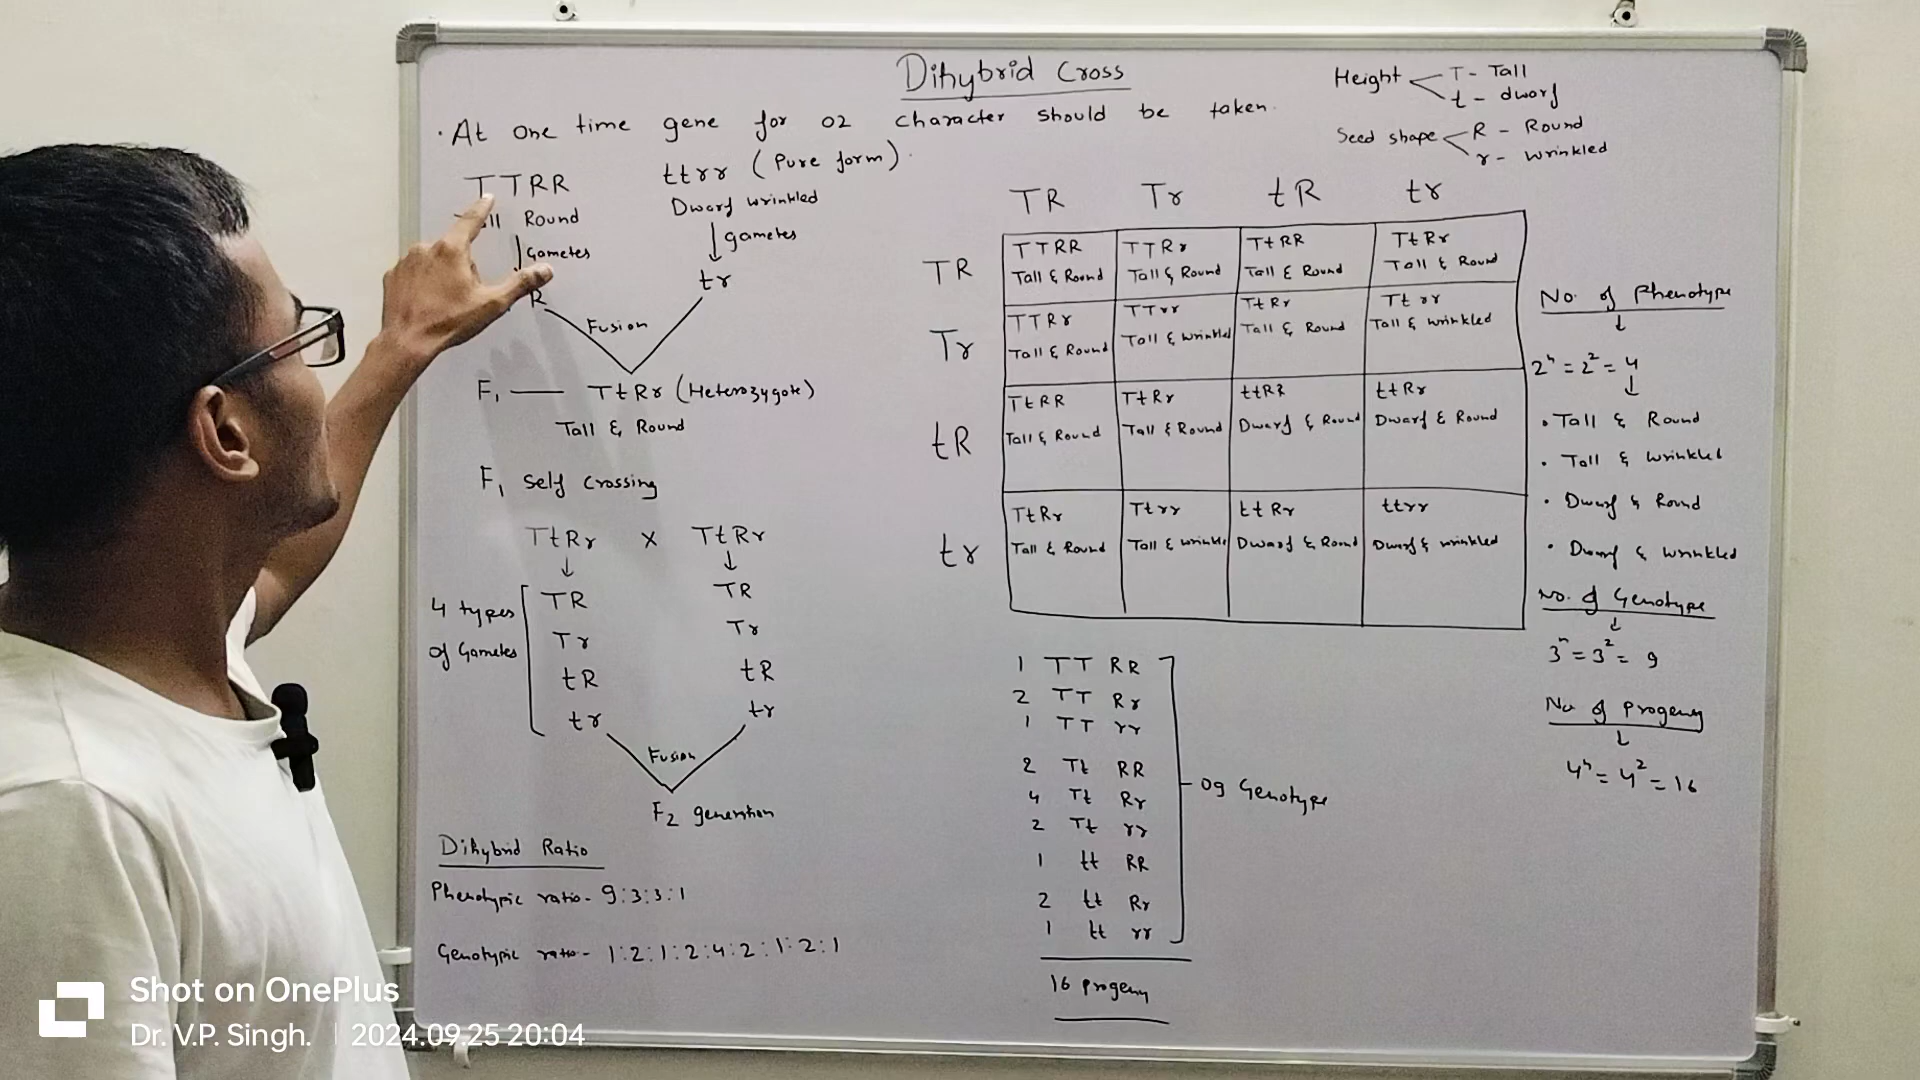 Dihybrid Cross
· At one time gene for 02 character should be taken.
Height T - Tall
t - dwarf
Seed shape R - Round
r - wrinkled
TTRR
Round
Gametes
R
ttrr (Pure form).
Dwarf wrinkled
gametes
tr
Fusion
F1 — TtRr (Heterozygote)
Tall & Round
F1 self crossing
TtRr x TtRr
4 types of Gametes
TR TR
Tr Tr
tR tR
tr tr
Fusion
F2 generation
Dihybrid Ratio
Phenotypic ratio - 9:3:3:1
Genotypic ratio - 1:2:1:2:4:2:1:2:1
TR Tr tR tr
TR
TTRR TTRr TtRR TtRr
Tall & Round Tall & Round Tall & Round Tall & Round
Tr
TTRr TTrr TtRr Ttrr
Tall & Round Tall & wrinkled Tall & Round Tall & wrinkled
tR
TtRR TtRr ttRR ttRr
Tall & Round Tall & Round Dwarf & Round Dwarf & Round
tr
TtRr Ttrr ttRr ttrr
Tall & Round Tall & wrinkle Dwarf & Round Dwarf & wrinkled
1 TT RR
2 TT Rr
1 TT rr
2 Tt RR
4 Tt Rr
2 Tt rr
1 tt RR
2 tt Rr
1 tt rr
09 Genotype
16 progeny
No. of Phenotype
2^n = 2^2 = 4
· Tall & Round
· Tall & wrinkled
· Dwarf & Round
· Dwarf & wrinkled
No. of Genotype
3^n = 3^2 = 9
No of progeny
4^n = 4^2 = 16
Shot on OnePlus
Dr. V.P. Singh. | 2024.09.25 20:04